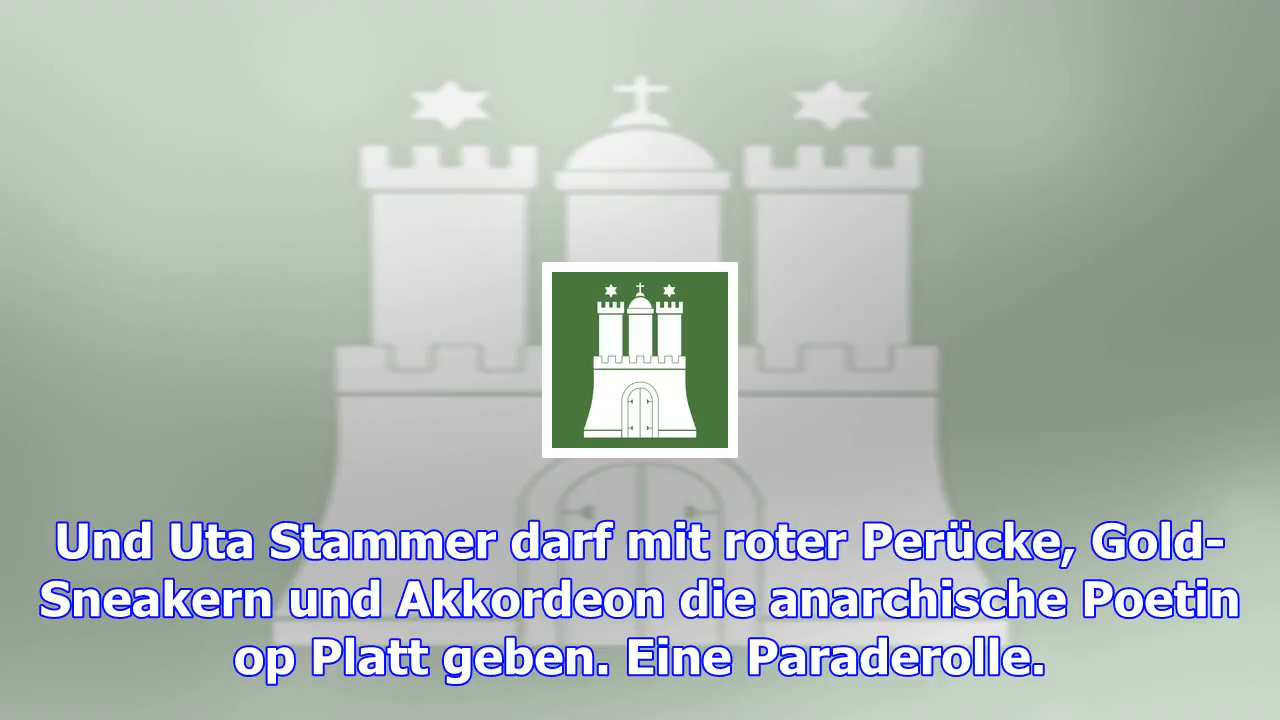 Und Uta Stammer darf mit roter Perücke, Gold-
Sneakern und Akkordeon die anarchische Poetin
op Platt geben. Eine Paraderolle.